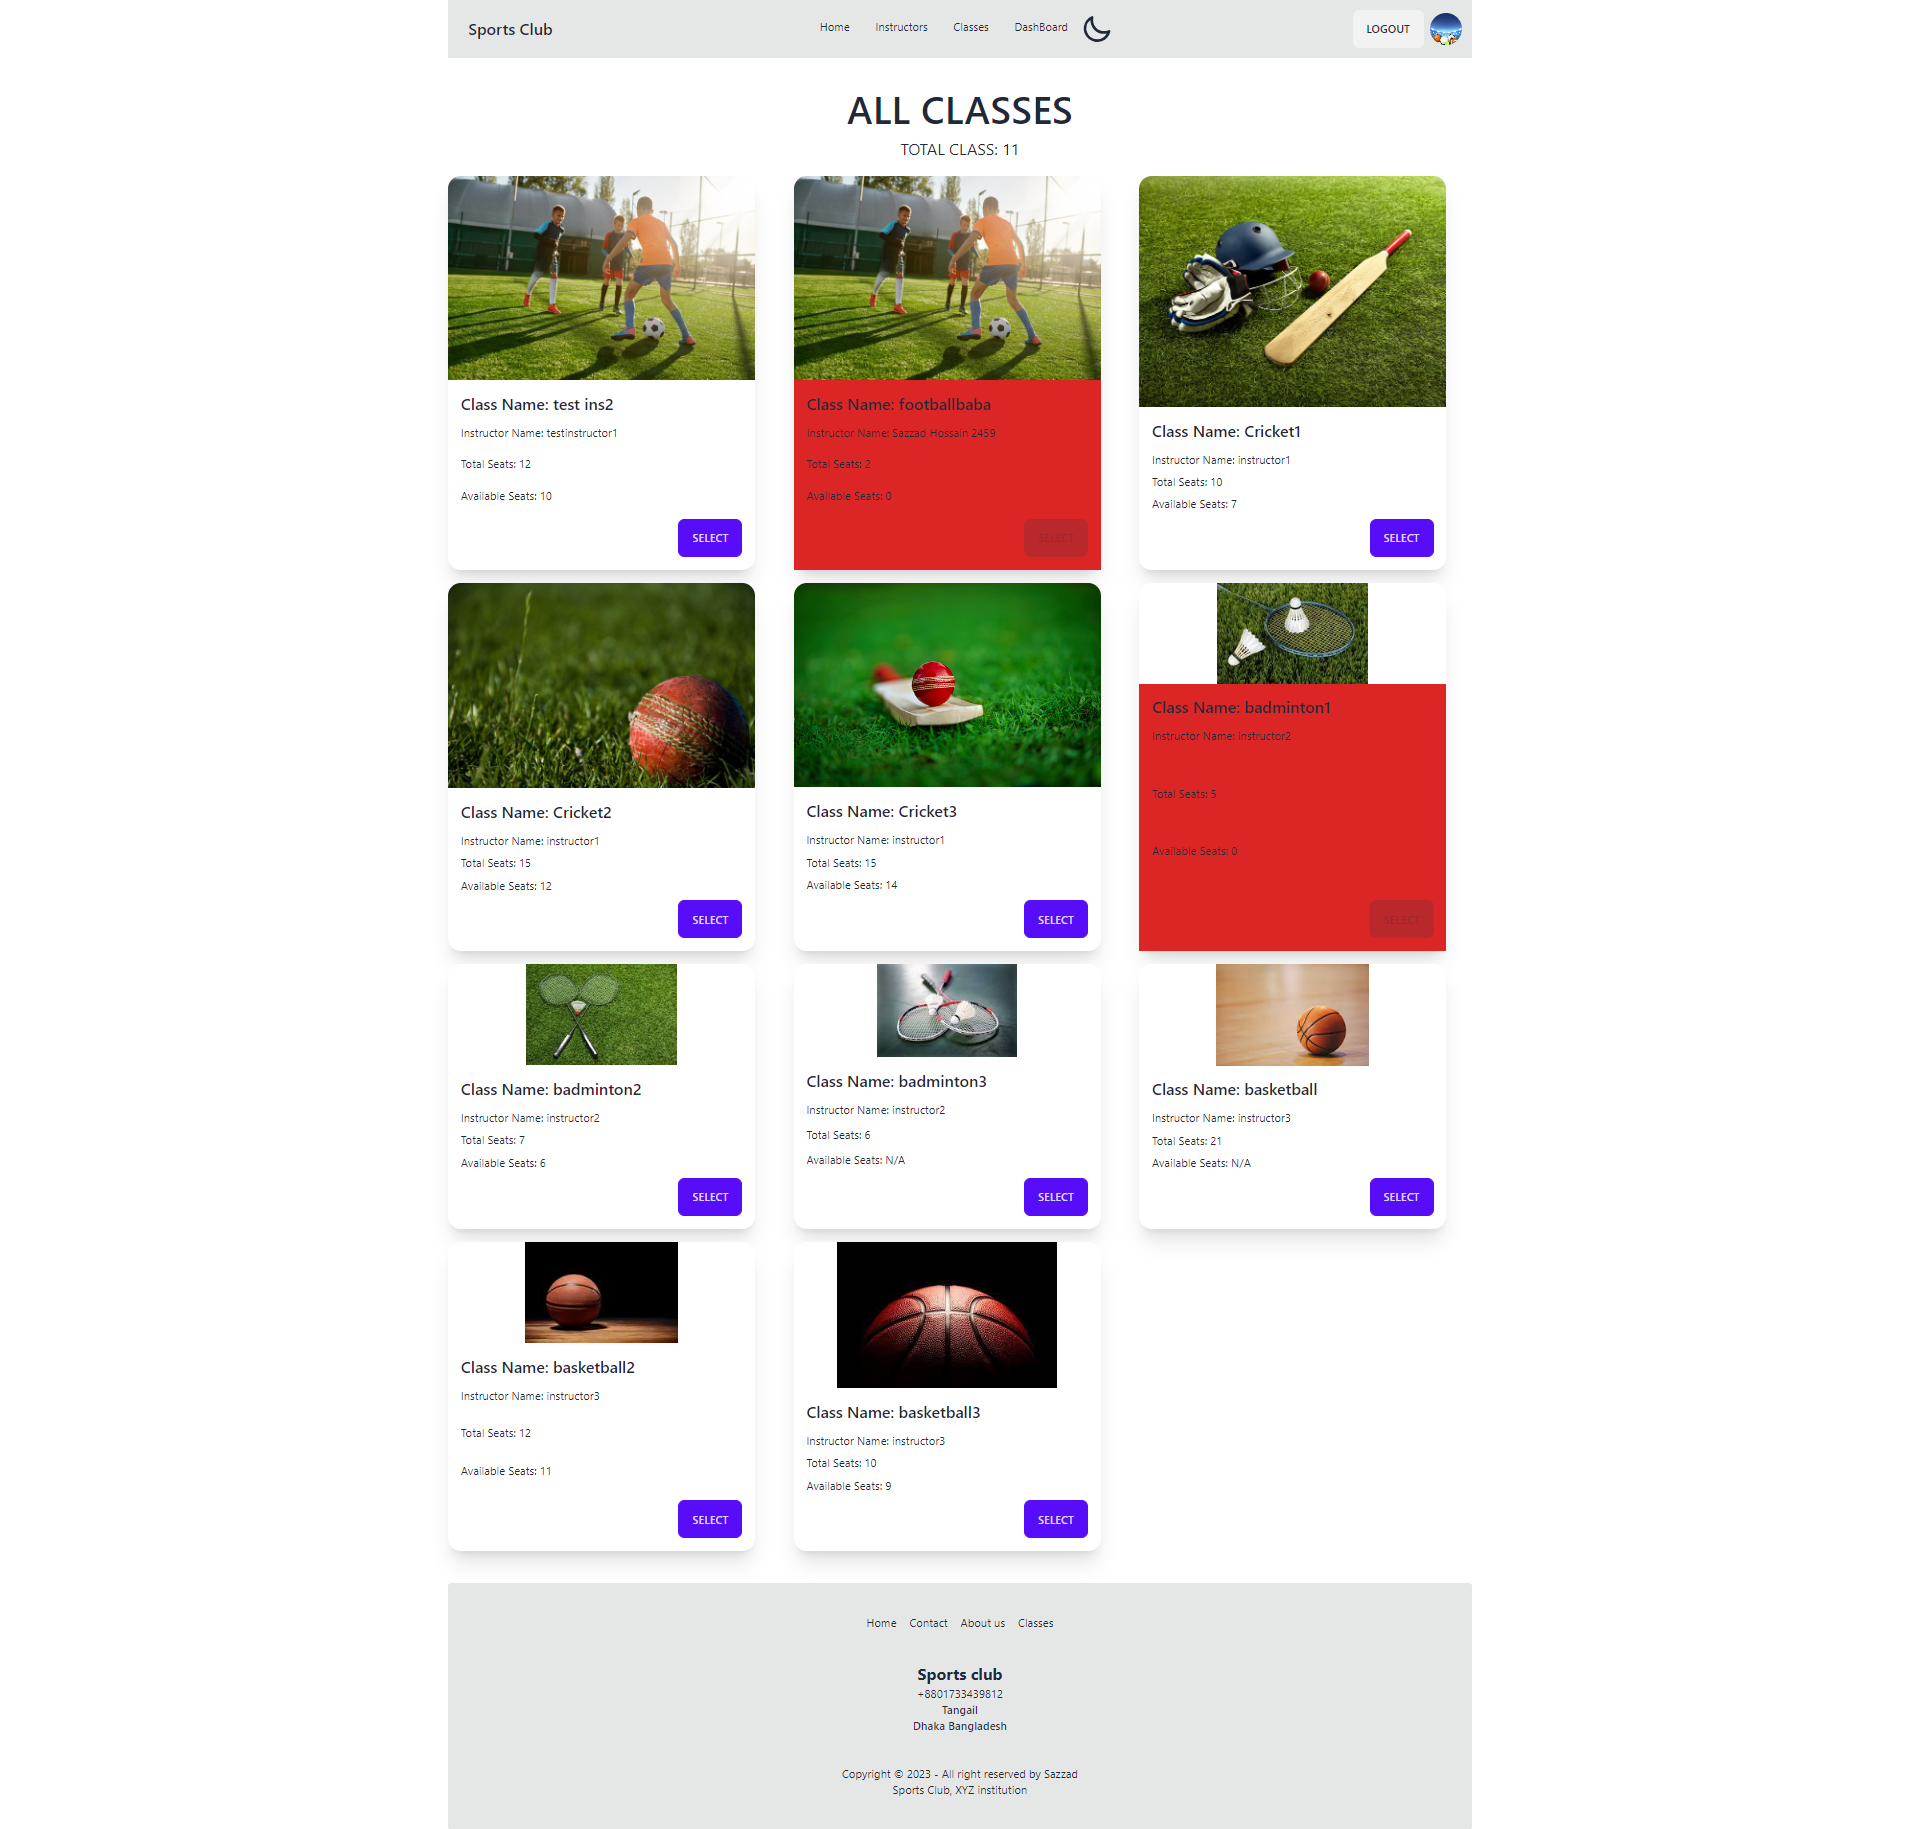 Sports Club
Home
Instructors
Classes
DashBoard
LOGOUT
ALL CLASSES
TOTAL CLASS: 11
Class Name: test ins2
Instructor Name: testinstructor1
Total Seats: 12
Available Seats: 10
SELECT
Class Name: footballbaba
Instructor Name: Sazzad Hossain 2459
Total Seats: 2
Available Seats: 0
SELECT
Class Name: Cricket1
Instructor Name: instructor1
Total Seats: 10
Available Seats: 7
SELECT
Class Name: Cricket2
Instructor Name: instructor1
Total Seats: 15
Available Seats: 12
SELECT
Class Name: Cricket3
Instructor Name: instructor1
Total Seats: 15
Available Seats: 14
SELECT
Class Name: badminton1
Instructor Name: instructor2
Total Seats: 5
Available Seats: 0
SELECT
Class Name: badminton2
Instructor Name: instructor2
Total Seats: 7
Available Seats: 6
SELECT
Class Name: badminton3
Instructor Name: instructor2
Total Seats: 6
Available Seats: N/A
SELECT
Class Name: basketball
Instructor Name: instructor3
Total Seats: 21
Available Seats: N/A
SELECT
Class Name: basketball2
Instructor Name: instructor3
Total Seats: 12
Available Seats: 11
SELECT
Class Name: basketball3
Instructor Name: instructor3
Total Seats: 10
Available Seats: 9
SELECT
Home
Contact
About us
Classes
Sports club
+8801733439812
Tangail
Dhaka Bangladesh
Copyright © 2023 - All right reserved by Sazzad
Sports Club, XYZ institution